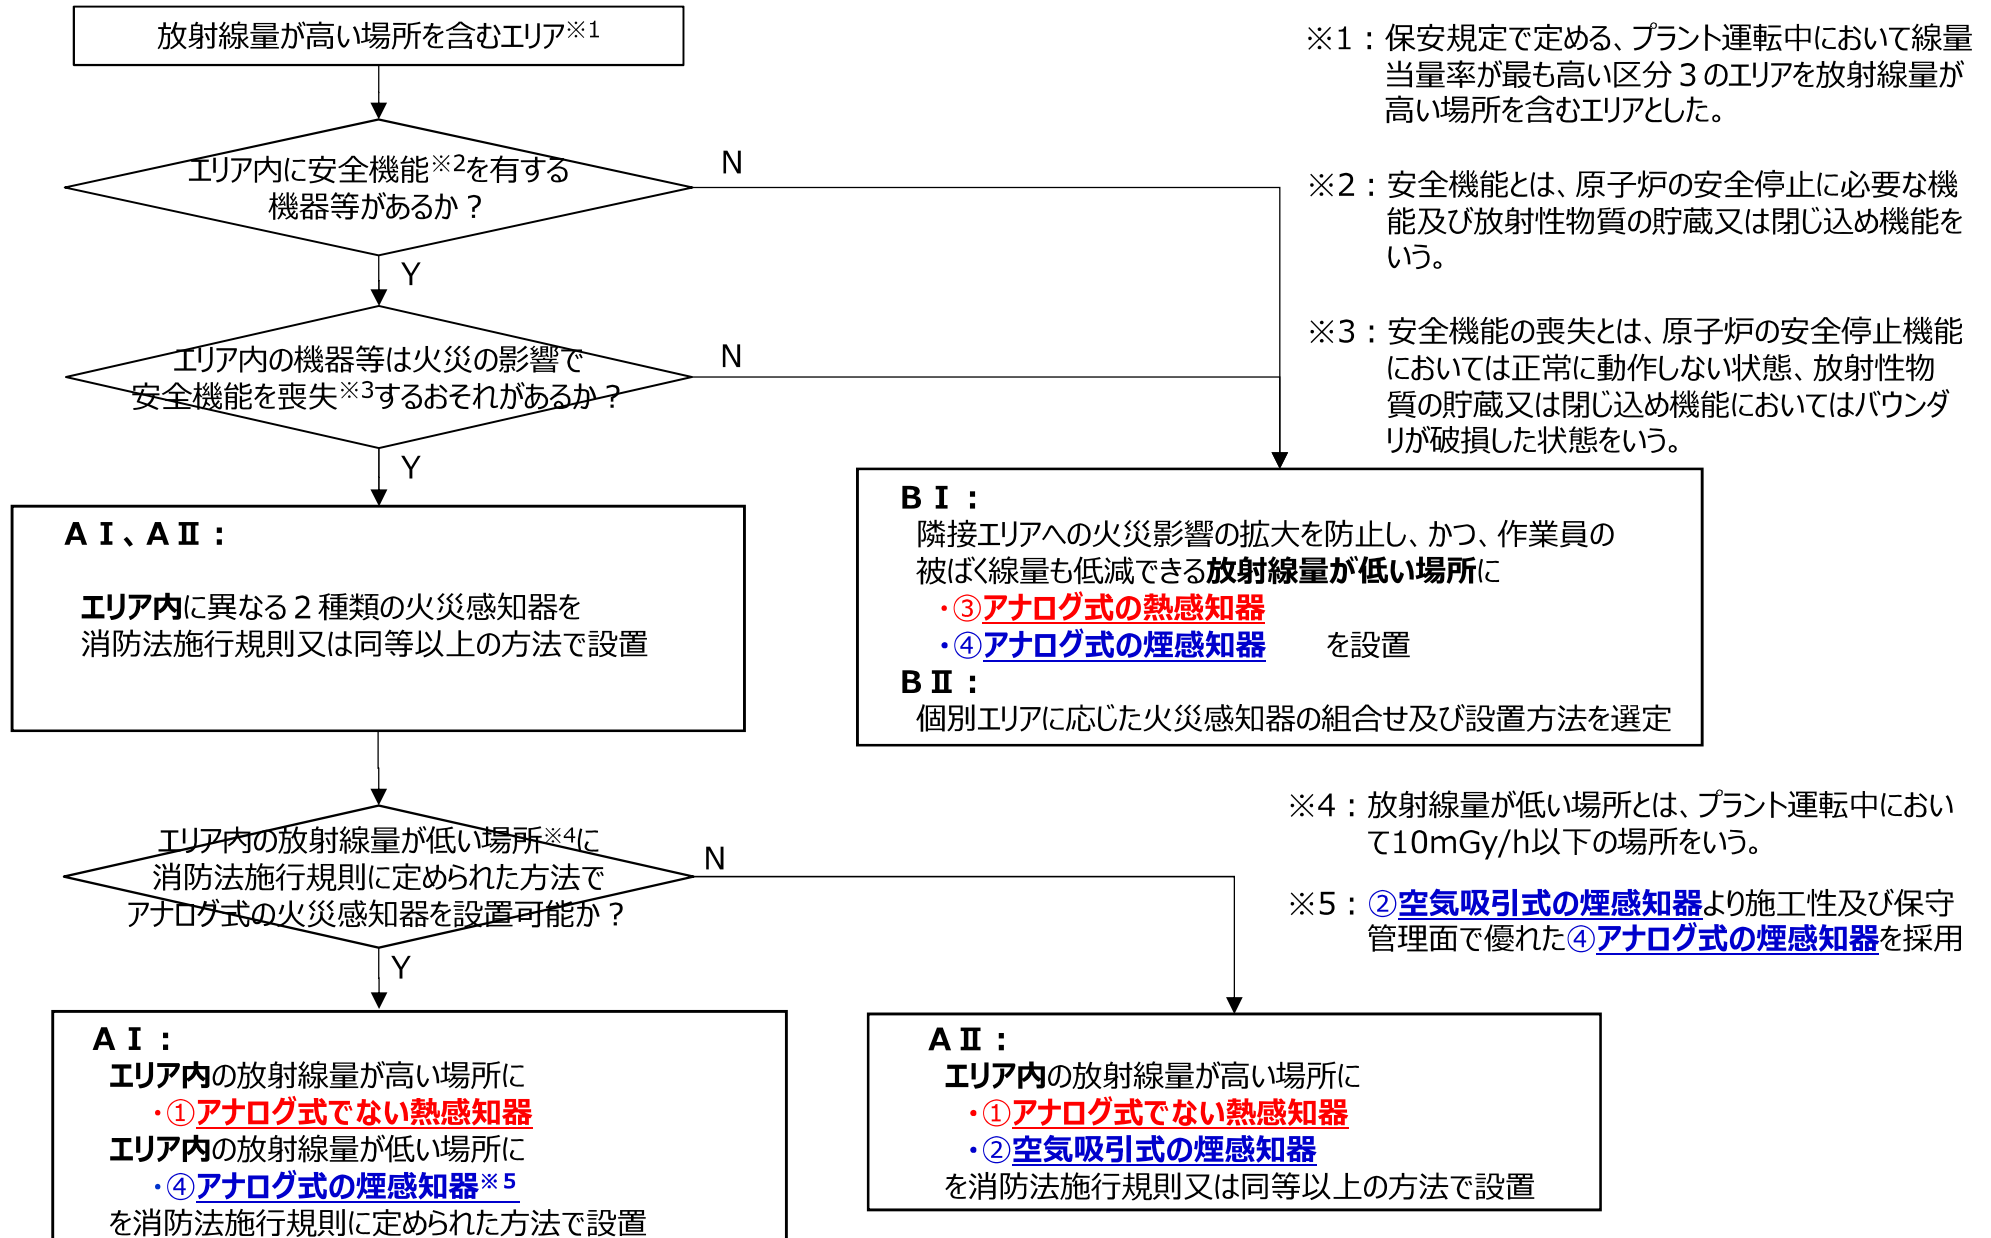 放射線量が高い場所を含むエリア※1
エリア内に安全機能※2を有する
機器等があるか？
N
Y
エリア内の機器等は火災の影響で
安全機能を喪失※3するおそれがあるか？
N
Y
※1：保安規定で定める、プラント運転中において線量
当量率が最も高い区分３のエリアを放射線量が
高い場所を含むエリアとした。
※2：安全機能とは、原子炉の安全停止に必要な機
能及び放射性物質の貯蔵又は閉じ込め機能を
いう。
※3：安全機能の喪失とは、原子炉の安全停止機能
においては正常に動作しない状態、放射性物
質の貯蔵又は閉じ込め機能においてはバウンダ
リが破損した状態をいう。
AⅠ、AⅡ：
エリア内に異なる２種類の火災感知器を
消防法施行規則又は同等以上の方法で設置
BⅠ：
隣接エリアへの火災影響の拡大を防止し、かつ、作業員の
被ばく線量も低減できる放射線量が低い場所に
・③アナログ式の熱感知器
・④アナログ式の煙感知器　　を設置
BⅡ：
個別エリアに応じた火災感知器の組合せ及び設置方法を選定
エリア内の放射線量が低い場所※4に
消防法施行規則に定められた方法で
アナログ式の火災感知器を設置可能か？
N
Y
※4：放射線量が低い場所とは、プラント運転中におい
て10mGy/h以下の場所をいう。
※5：②空気吸引式の煙感知器より施工性及び保守
管理面で優れた④アナログ式の煙感知器を採用
AⅠ：
エリア内の放射線量が高い場所に
・①アナログ式でない熱感知器
エリア内の放射線量が低い場所に
・④アナログ式の煙感知器※5
を消防法施行規則に定められた方法で設置
AⅡ：
エリア内の放射線量が高い場所に
・①アナログ式でない熱感知器
・②空気吸引式の煙感知器
を消防法施行規則又は同等以上の方法で設置